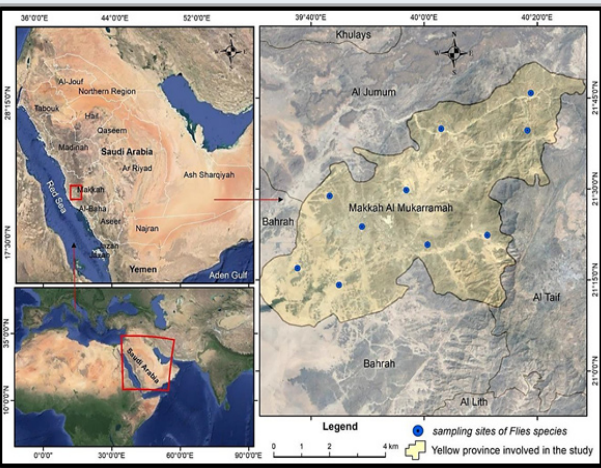 36°0'0"E 44°0'0"E 52°0'0"E
Al-Jouf
Northern Region
Tabouk
Hail
Qaseem
Madinah
Saudi Arabia
Ar Riyad
Ash Sharqiyah
Makkah
Red Sea
Al-Baha
Aseer
Najran
Jazan
Yemen
Aden Gulf
28°15'0"N
17°30'0"N
Saudi Arabia
35°0'0"N
10°0'0"N
0°0'0" 30°0'0"E 60°0'0"E 90°0'0"E
39°40'0"E 40°0'0"E 40°20'0"E
Khulays
Al Jumum
Makkah Al Mukarramah
Bahrah
Al Taif
Bahrah
Al Lith
21°45'0"N
21°30'0"N
21°15'0"N
21°0'0"N
Legend
0 1 2 4 km
sampling sites of Flies species
Yellow province involved in the study